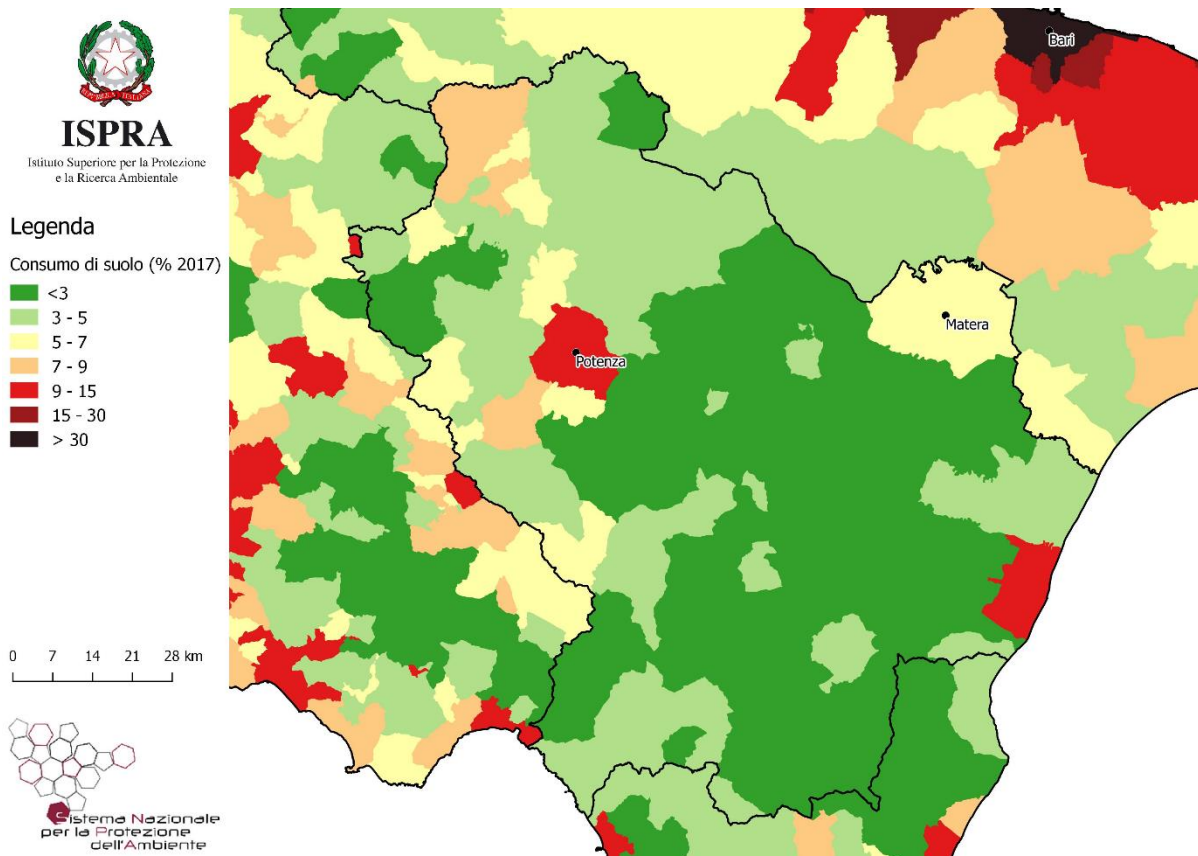 REPVBBLICA ITALIANA
ISPRA
Istituto Superiore per la Protezione
e la Ricerca Ambientale
Legenda
Consumo di suolo (% 2017)
<3
3 - 5
5 - 7
7 - 9
9 - 15
15 - 30
> 30
0 7 14 21 28 km
Sistema Nazionale
per la Protezione
dell'Ambiente
Bari
Matera
Potenza